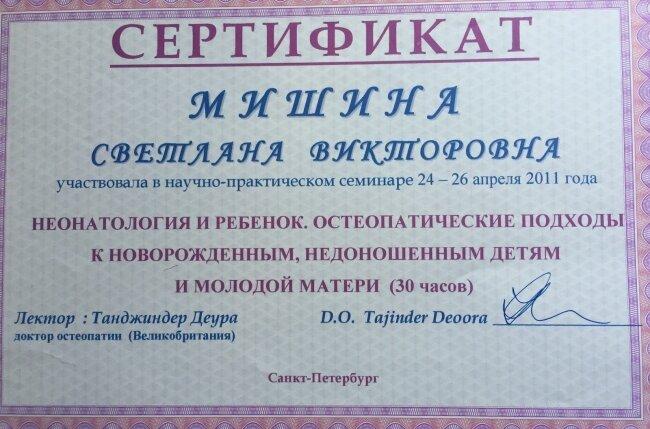 СЕРТИФИКАТ
МИШИНА
СВЕТЛАНА ВИКТОРОВНА
участвовала в научно-практическом семинаре 24 – 26 апреля 2011 года
НЕОНАТОЛОГИЯ И РЕБЕНОК. ОСТЕОПАТИЧЕСКИЕ ПОДХОДЫ
К НОВОРОЖДЕННЫМ, НЕДОНОШЕННЫМ ДЕТЯМ
И МОЛОДОЙ МАТЕРИ (30 часов)
Лектор : Танджиндер Деура D.O. Tajinder Deoora
доктор остеопатии (Великобритания)
Санкт-Петербург